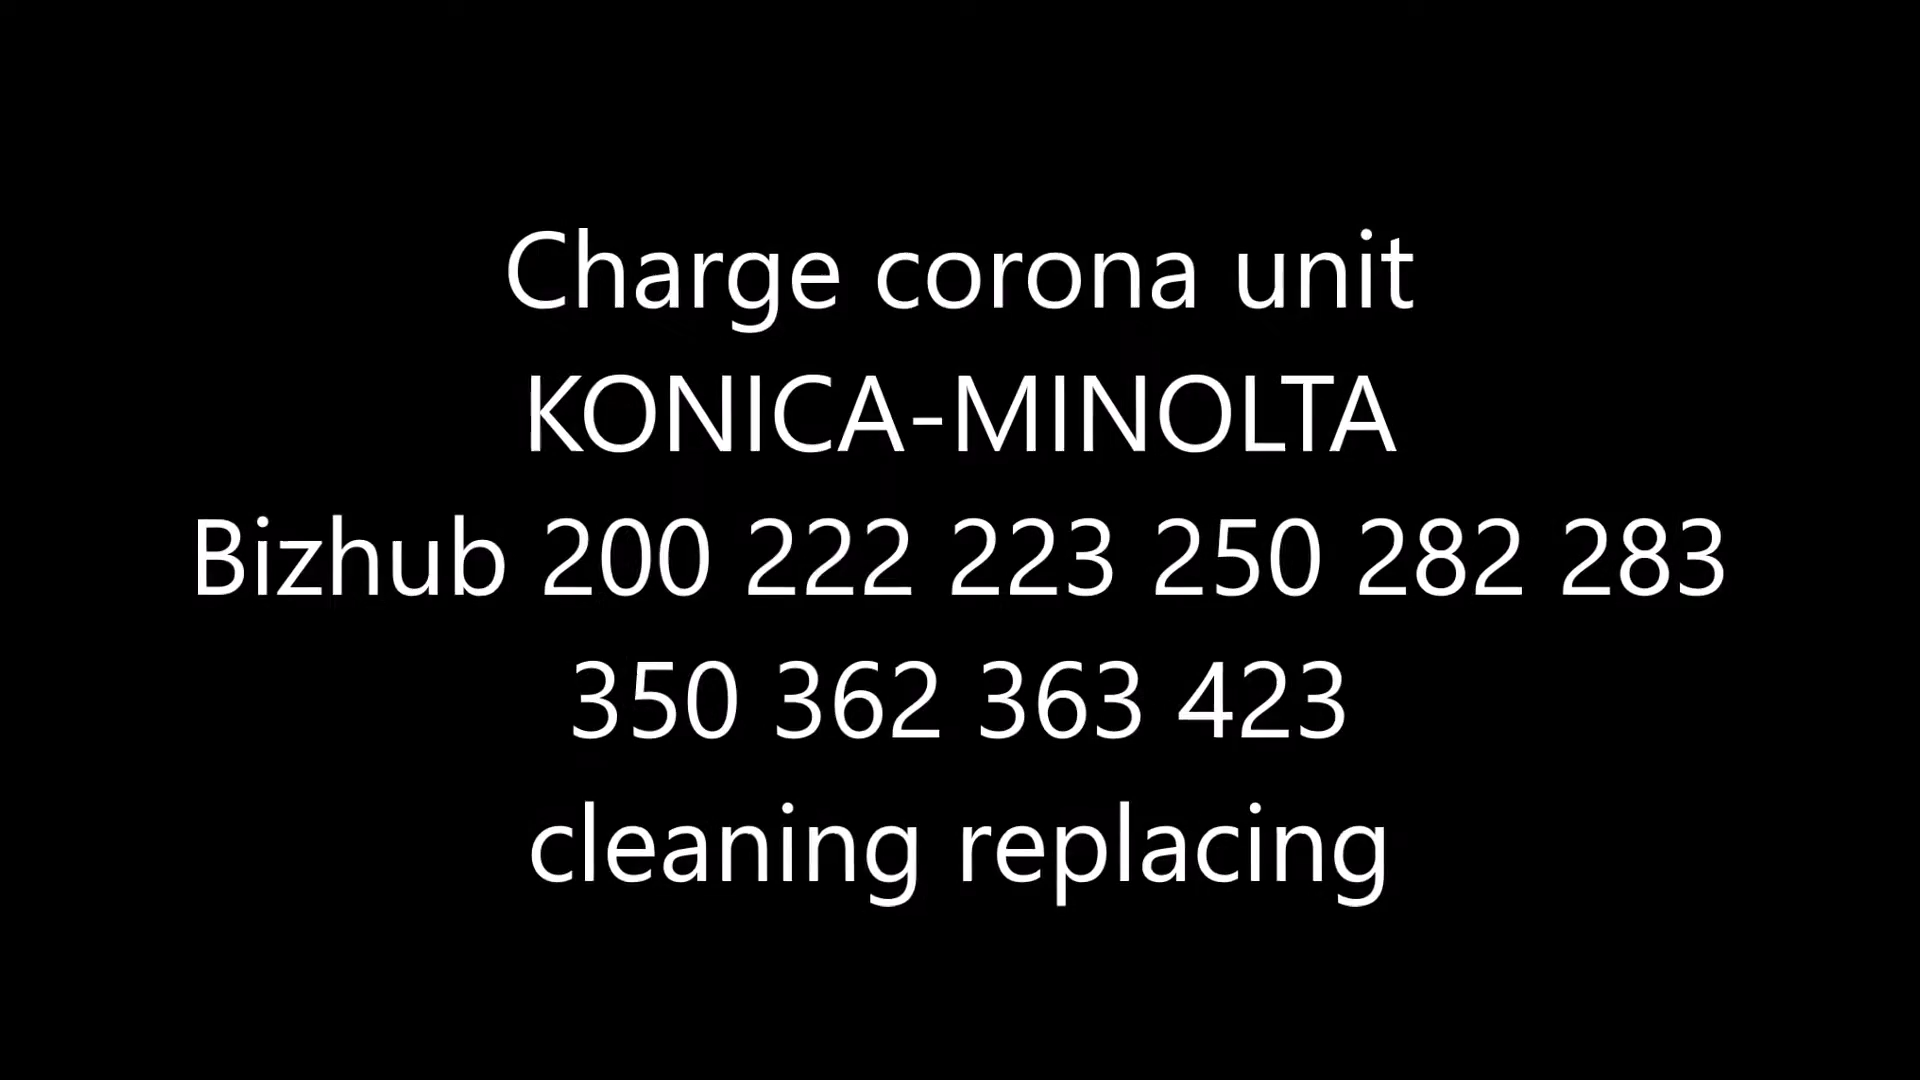 Charge corona unit
KONICA-MINOLTA
Bizhub 200 222 223 250 282 283
350 362 363 423
cleaning replacing